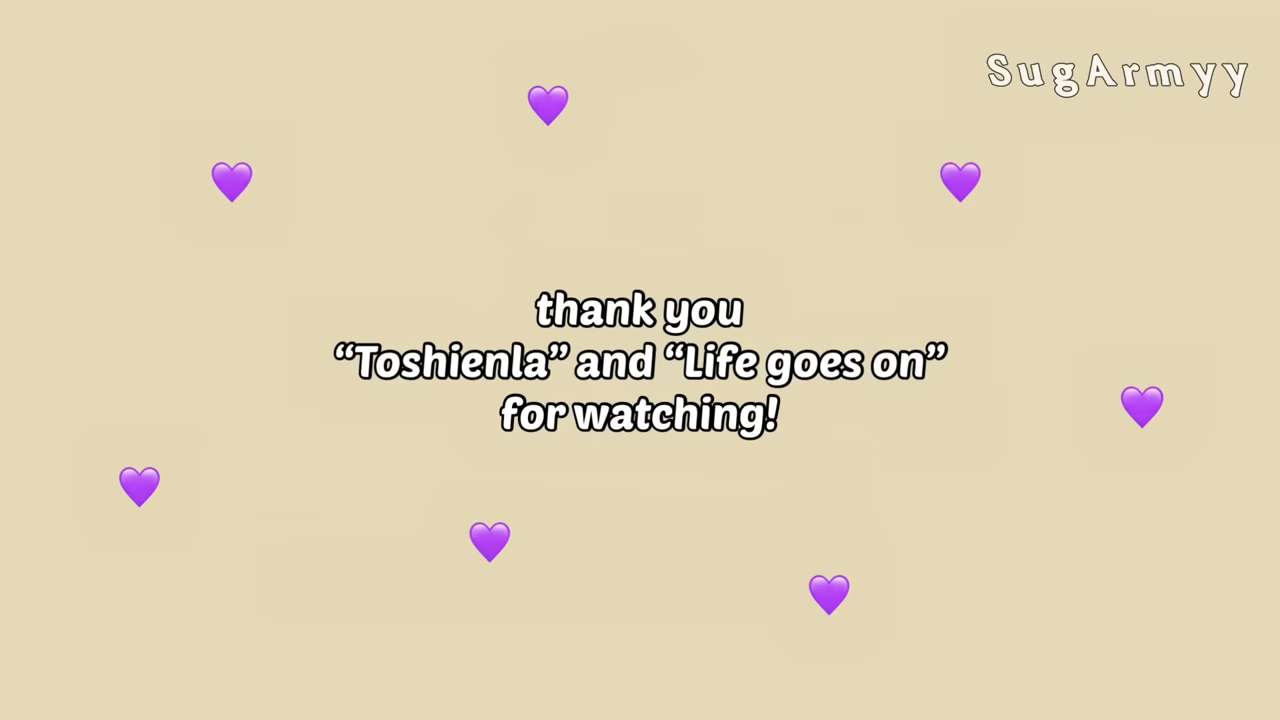 SugArmyy
thank you
“Toshienla” and “Life goes on”
for watching!